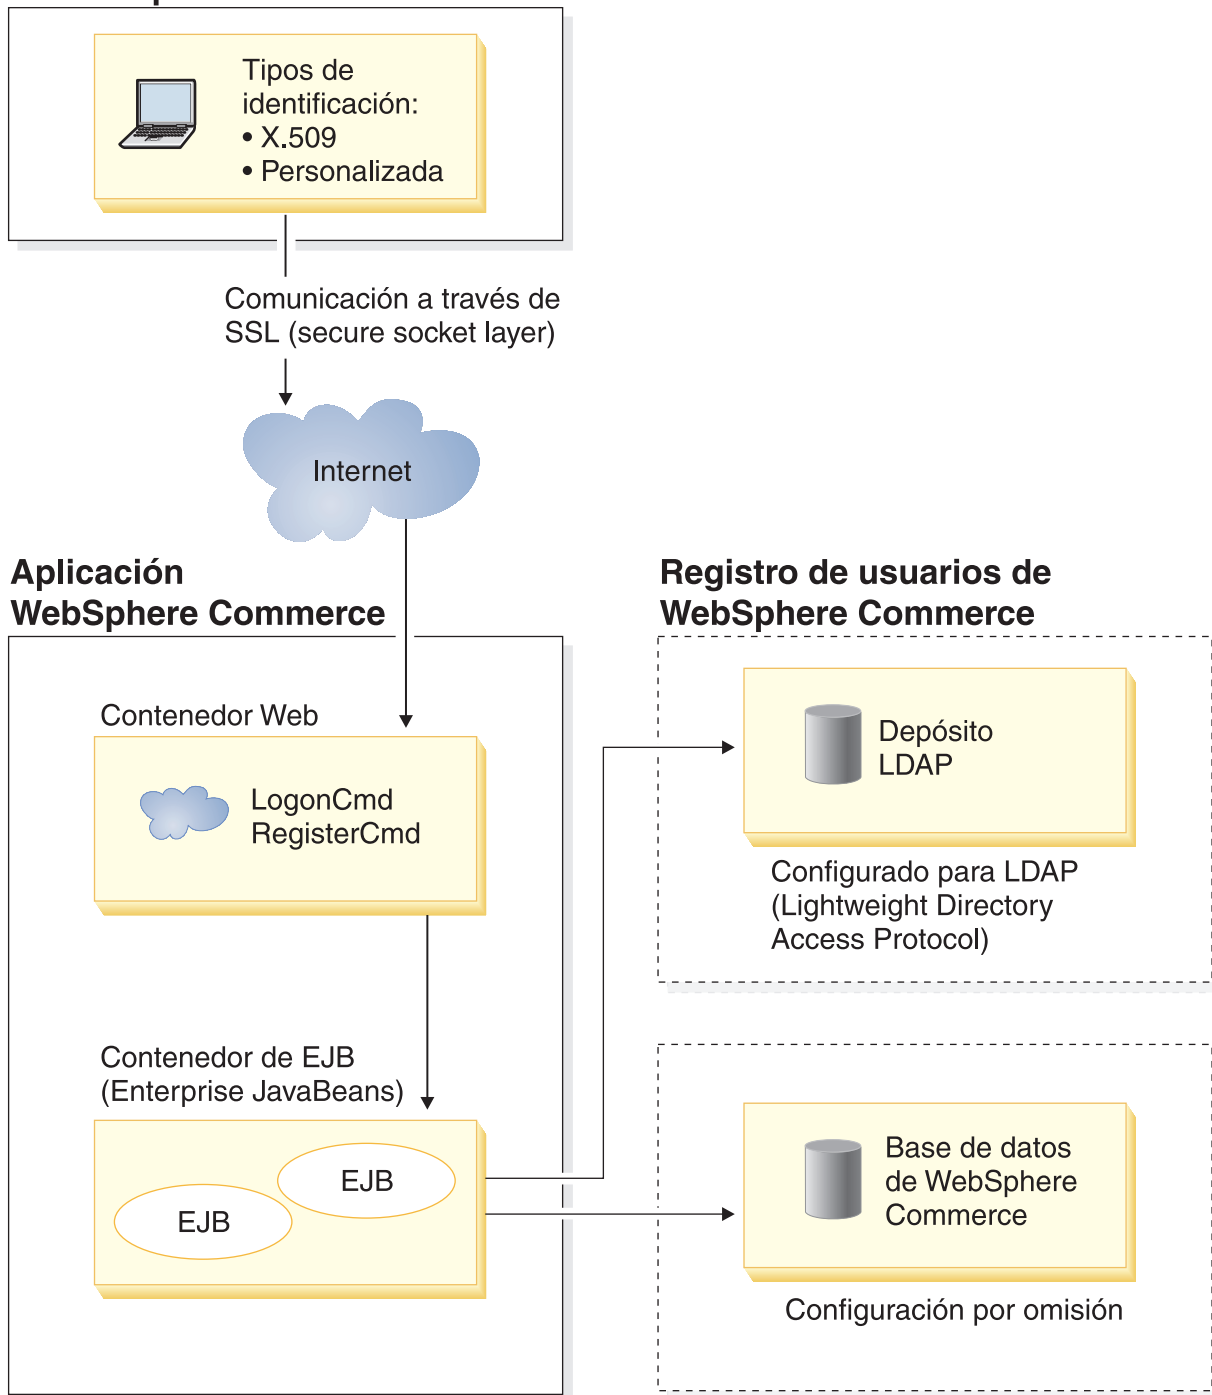 Tipos de
identificación:
• X.509
• Personalizada
Comunicación a través de
SSL (secure socket layer)
Internet
Aplicación
WebSphere Commerce
Contenedor Web
LogonCmd
RegisterCmd
Contenedor de EJB
(Enterprise JavaBeans)
EJB
EJB
Registro de usuarios de
WebSphere Commerce
Depósito
LDAP
Configurado para LDAP
(Lightweight Directory
Access Protocol)
Base de datos
de WebSphere
Commerce
Configuración por omisión